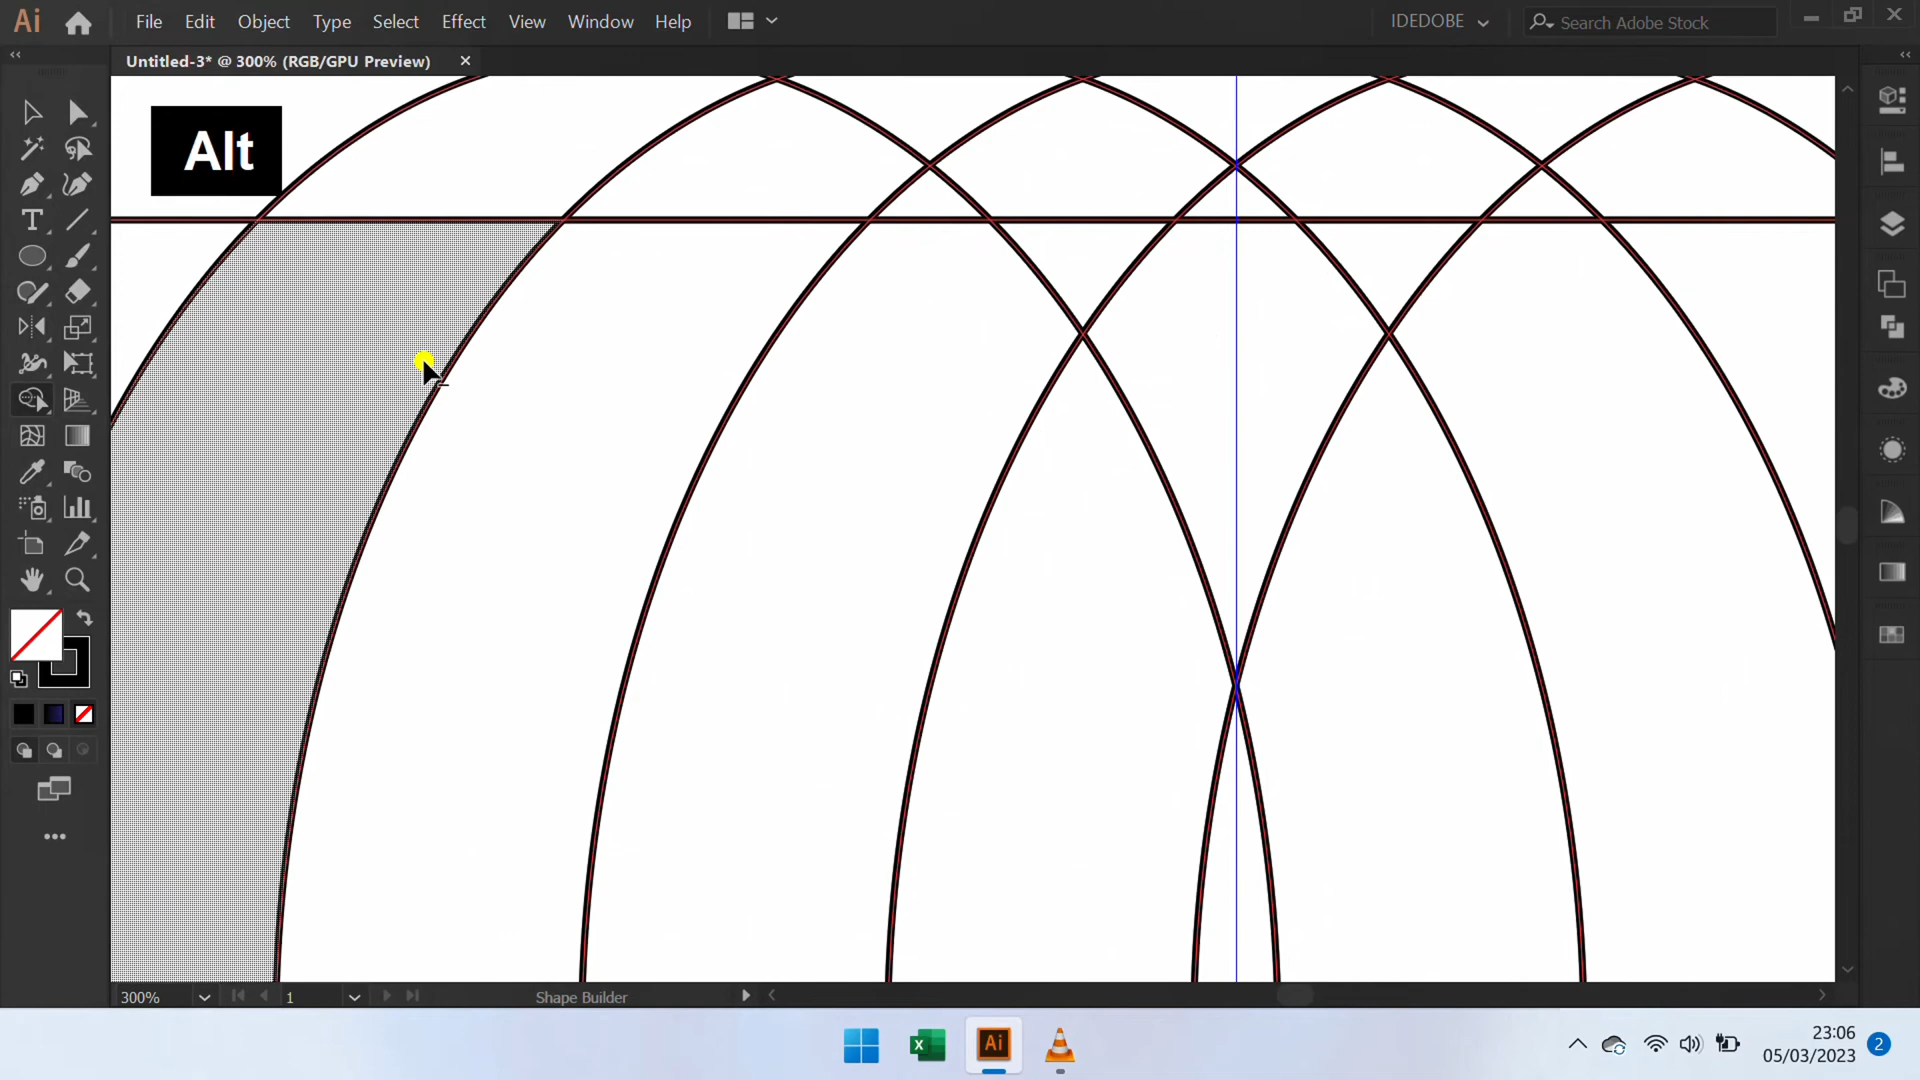 Ai File Edit Object Type Select Effect View Window Help IDEDOBE Search Adobe Stock
Untitled-3* @ 300% (RGB/GPU Preview)
Alt
T
300% 1 Shape Builder
Ai
23:06
05/03/2023
2